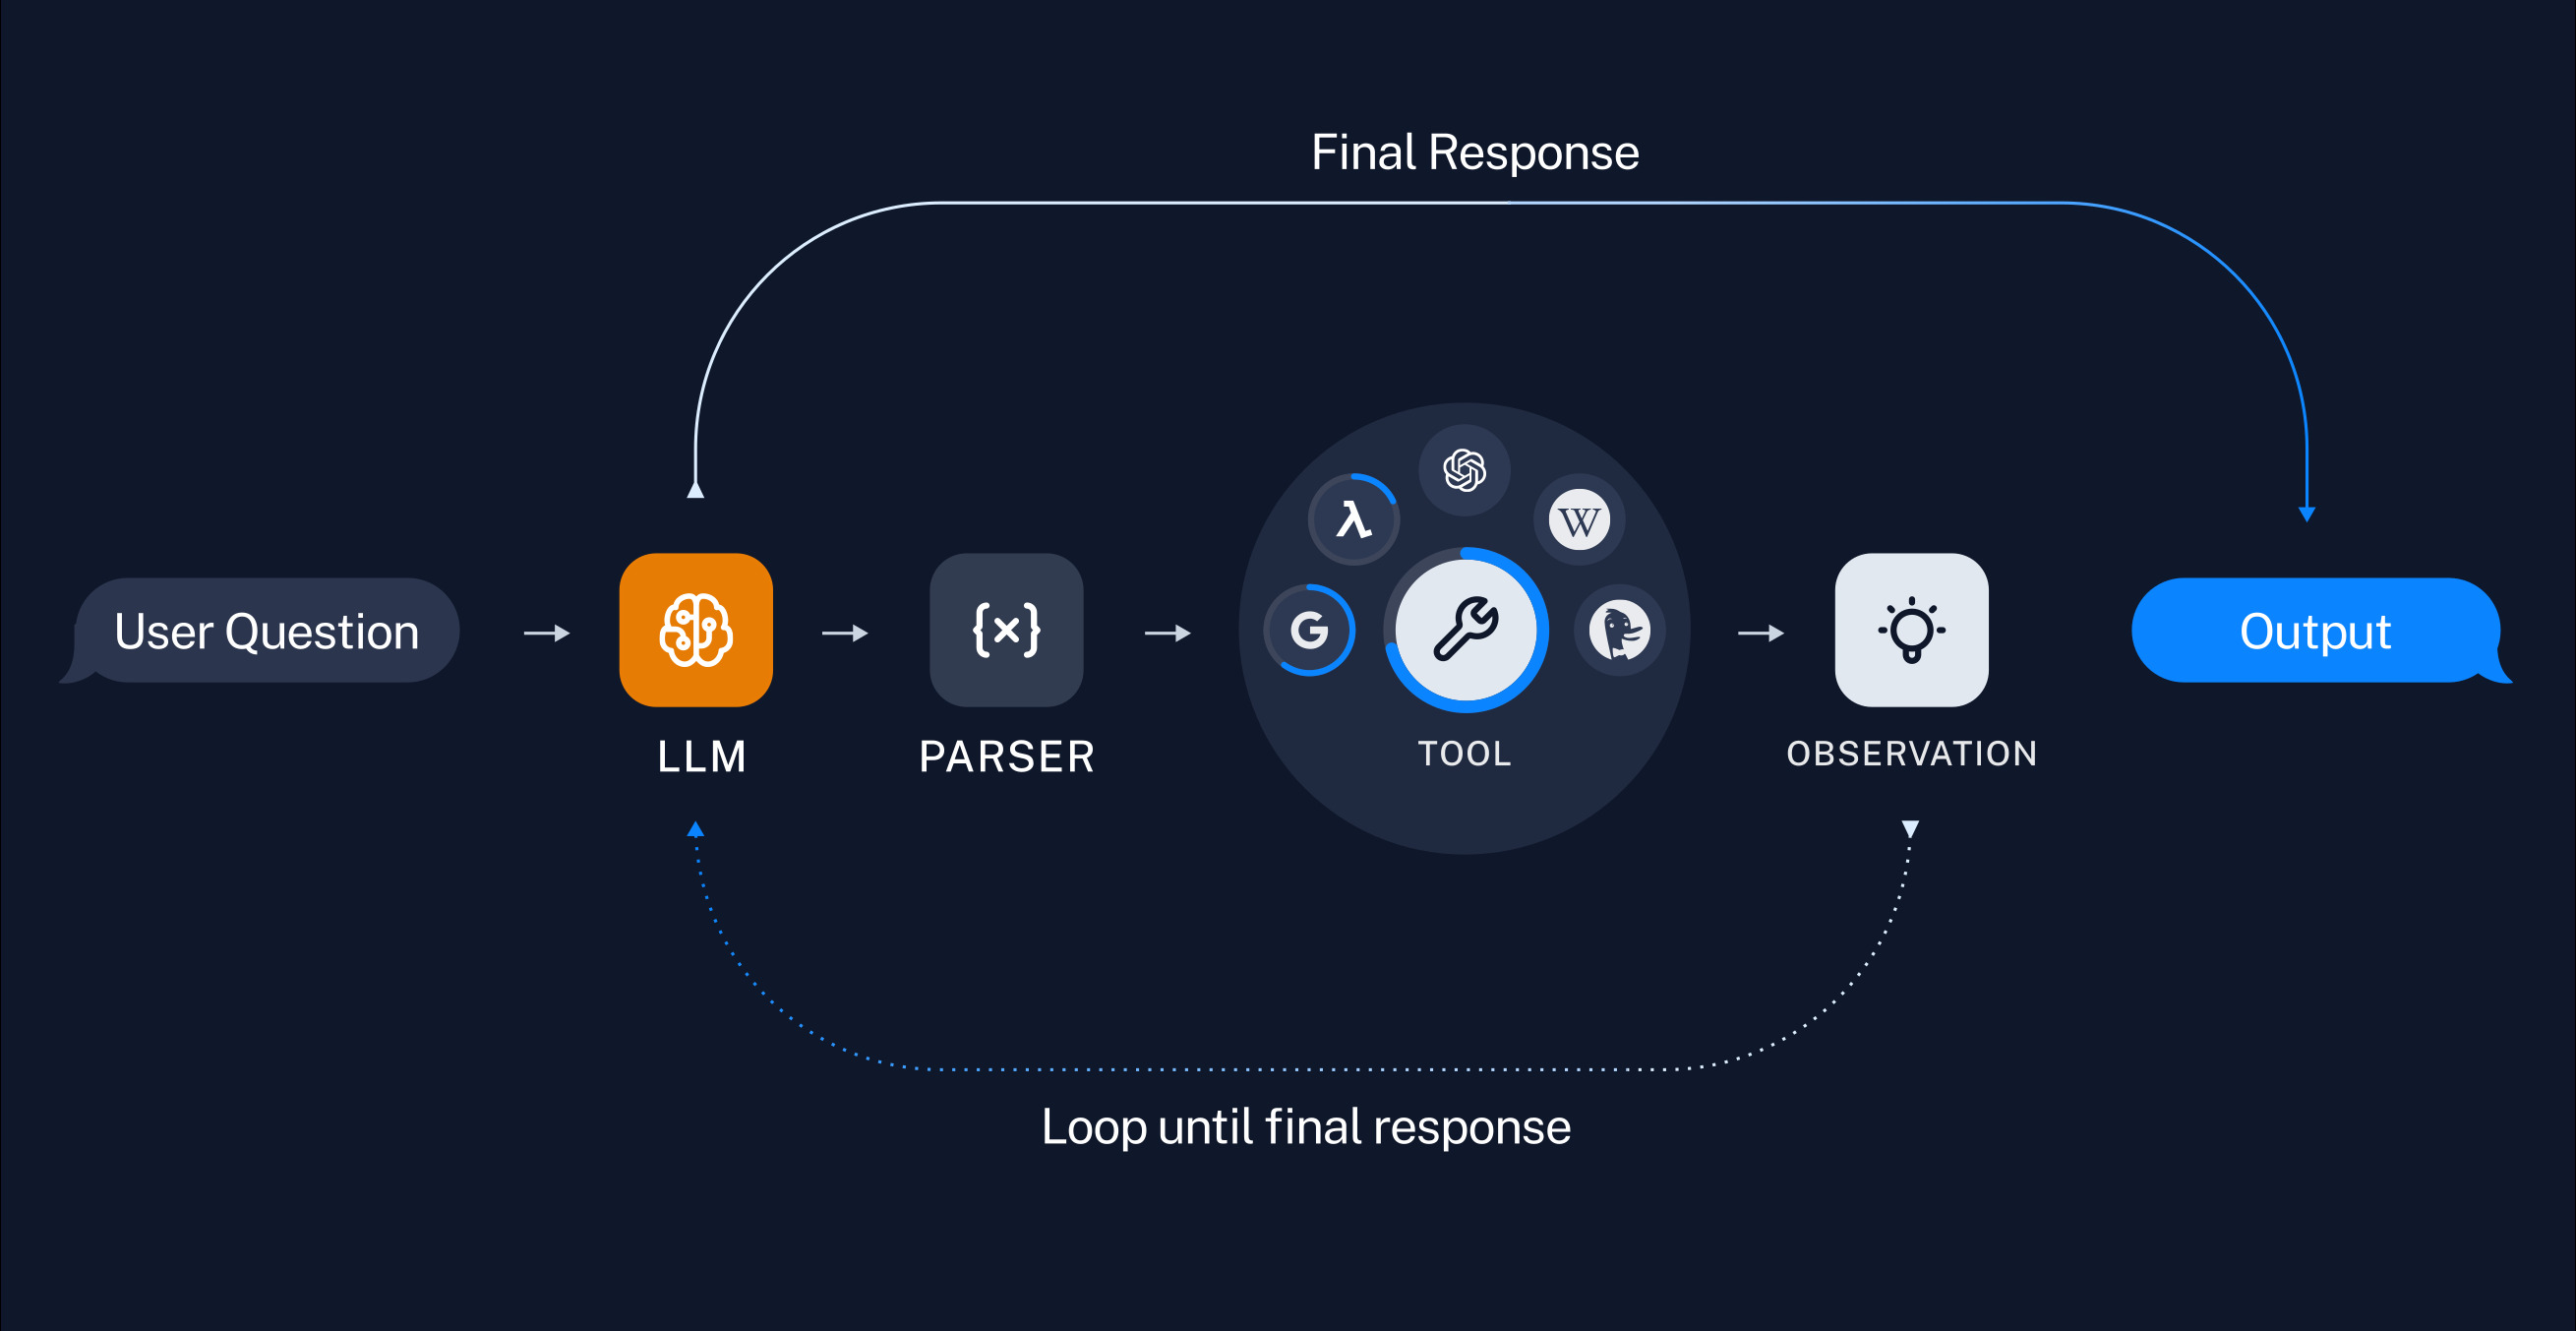 Final Response
User Question
LLM
PARSER
TOOL
OBSERVATION
Output
Loop until final response
G
λ
W